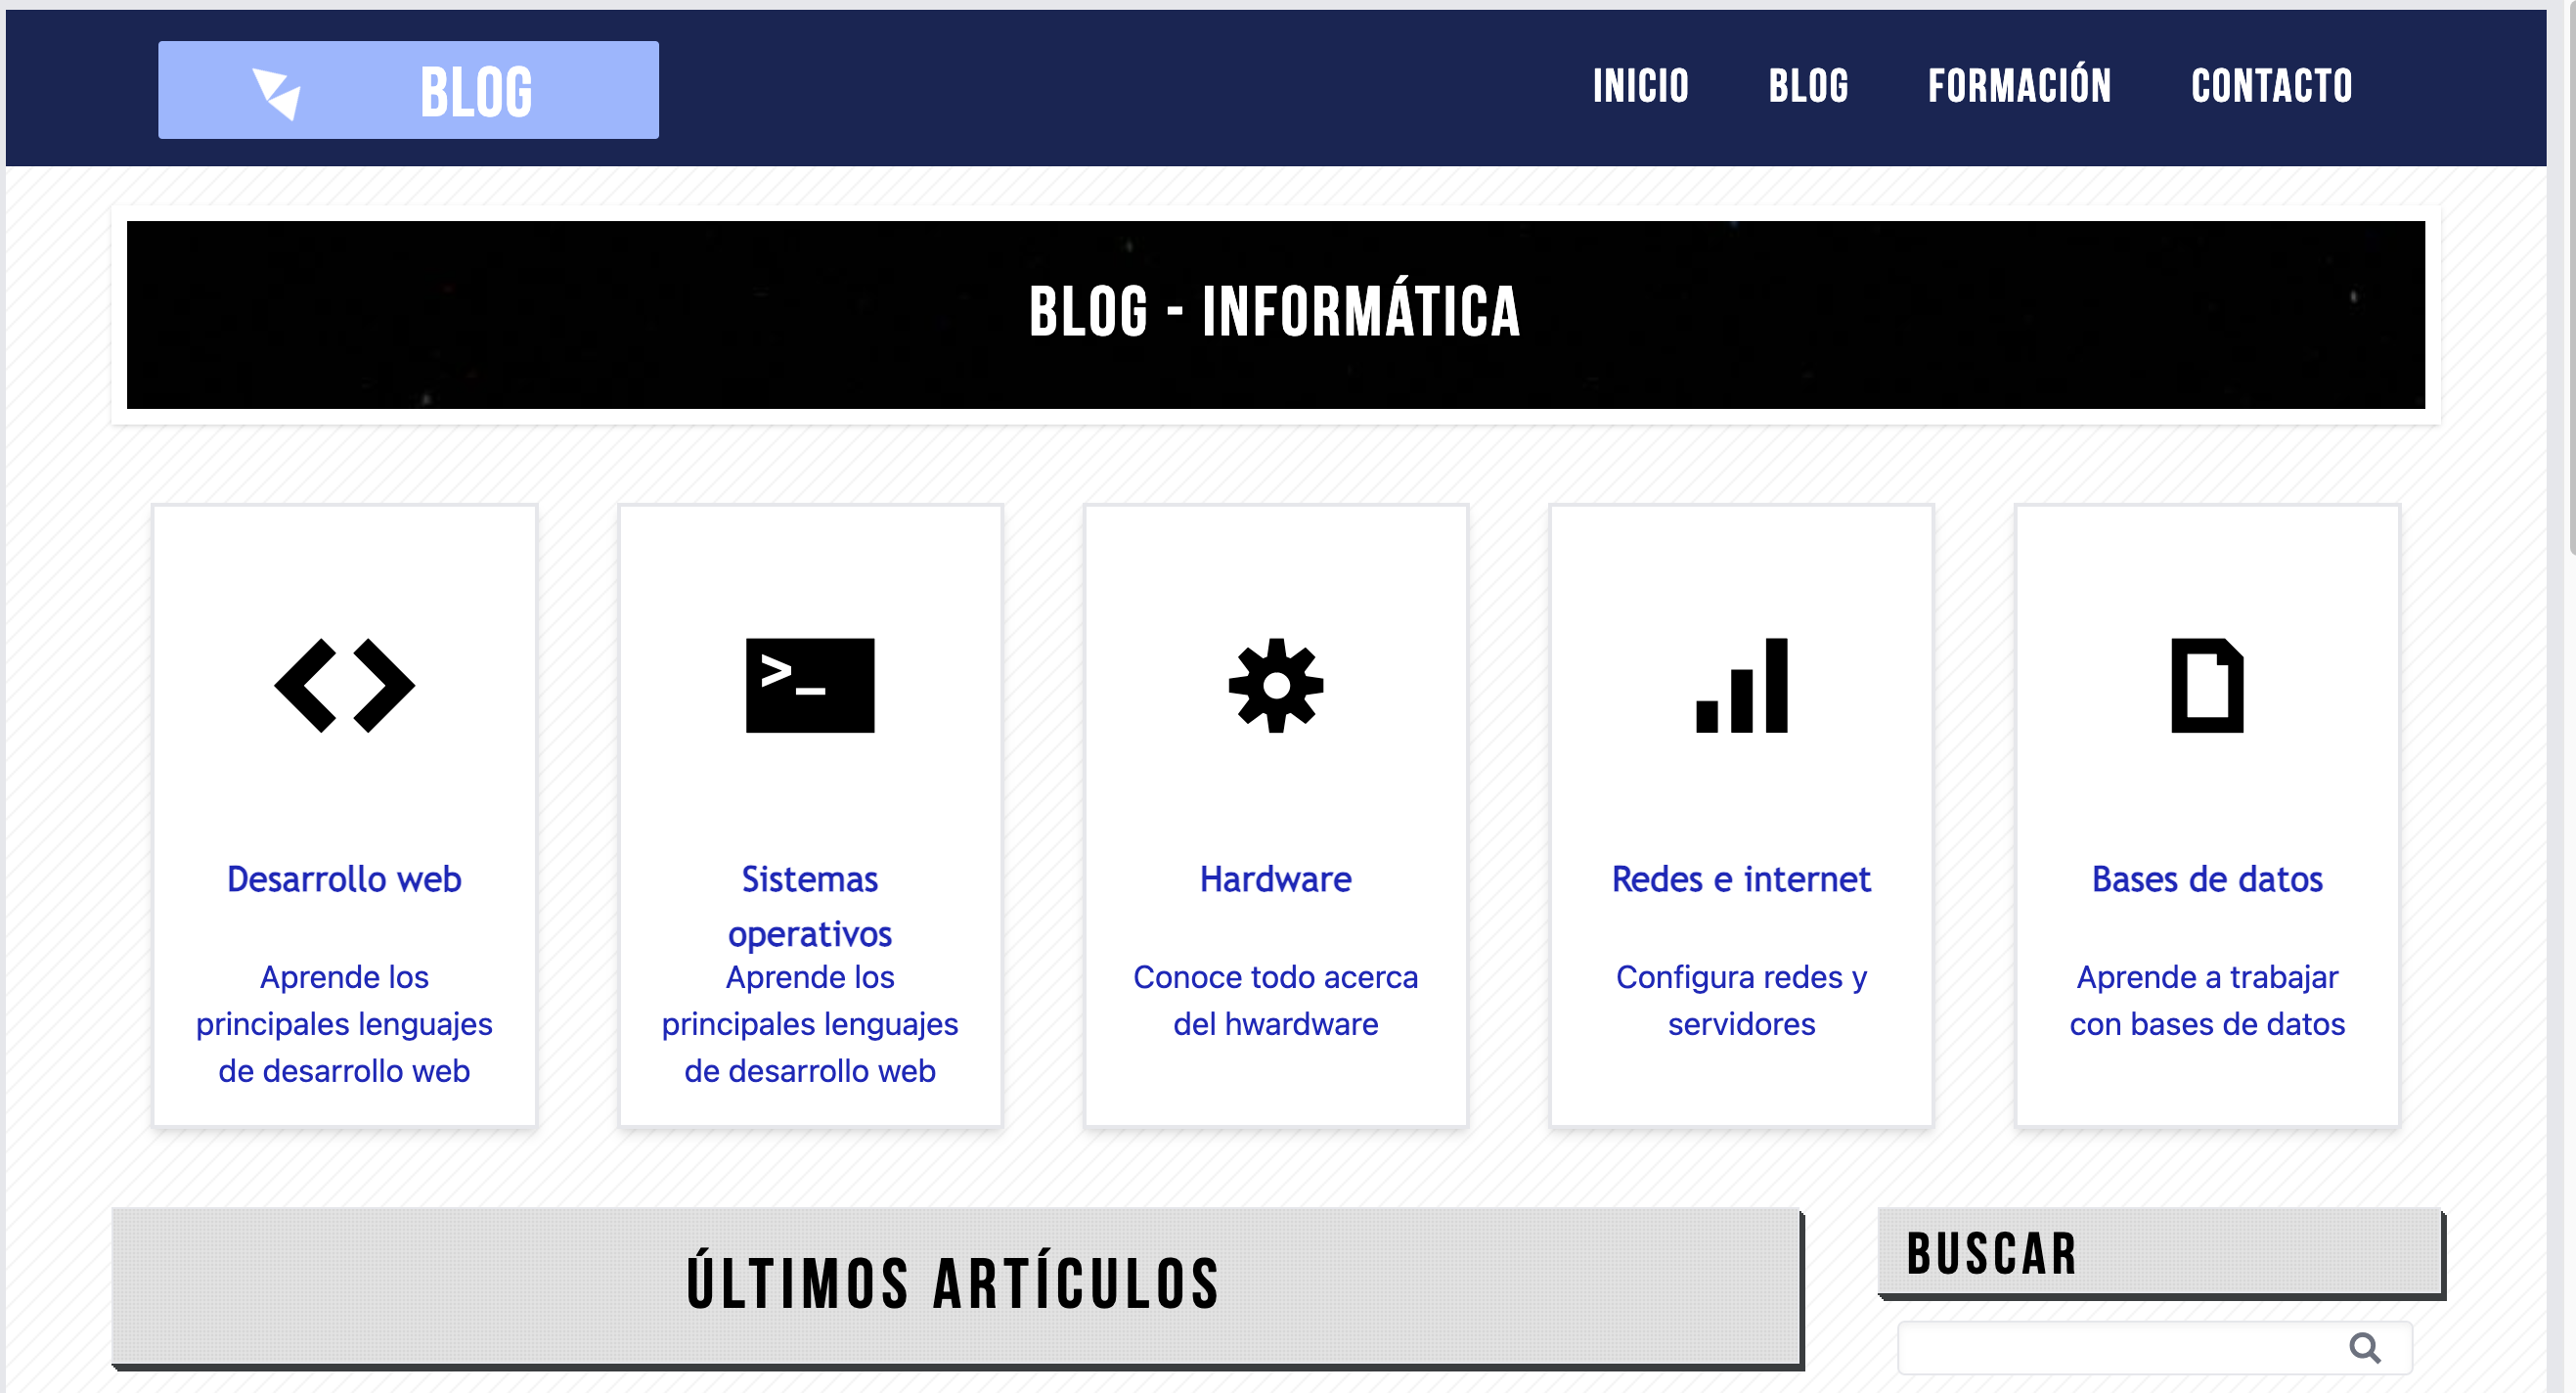 BLOG
INICIO BLOG FORMACIÓN CONTACTO
BLOG - INFORMÁTICA
>_
Desarrollo web
Aprende los
principales lenguajes
de desarrollo web
Sistemas
operativos
Aprende los
principales lenguajes
de desarrollo web
Hardware
Conoce todo acerca
del hwardware
Redes e internet
Configura redes y
servidores
Bases de datos
Aprende a trabajar
con bases de datos
ÚLTIMOS ARTÍCULOS
BUSCAR